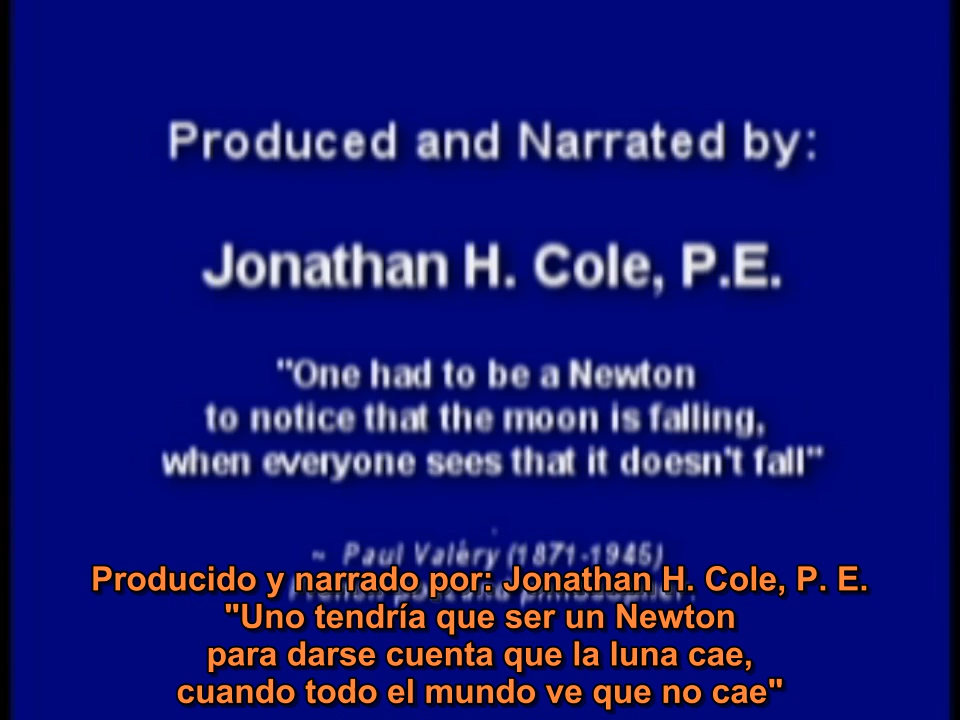 Produced and Narrated by:
Jonathan H. Cole, P.E.
"One had to be a Newton
to notice that the moon is falling,
when everyone sees that it doesn't fall"
~ Paul Valéry (1871-1945)
Producido y narrado por: Jonathan H. Cole, P. E.
"Uno tendría que ser un Newton
para darse cuenta que la luna cae,
cuando todo el mundo ve que no cae"